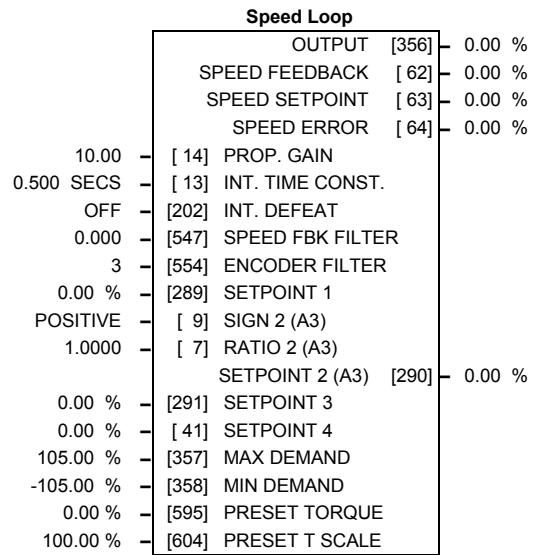 Speed Loop
OUTPUT [356] – 0.00 %
SPEED FEEDBACK [ 62] – 0.00 %
SPEED SETPOINT [ 63] – 0.00 %
SPEED ERROR [ 64] – 0.00 %
10.00 – [ 14] PROP. GAIN
0.500 SECS – [ 13] INT. TIME CONST.
OFF – [202] INT. DEFEAT
0.000 – [547] SPEED FBK FILTER
3 – [554] ENCODER FILTER
0.00 % – [289] SETPOINT 1
POSITIVE – [ 9] SIGN 2 (A3)
1.0000 – [ 7] RATIO 2 (A3)
SETPOINT 2 (A3) [290] – 0.00 %
0.00 % – [291] SETPOINT 3
0.00 % – [ 41] SETPOINT 4
105.00 % – [357] MAX DEMAND
-105.00 % – [358] MIN DEMAND
0.00 % – [595] PRESET TORQUE
100.00 % – [604] PRESET T SCALE